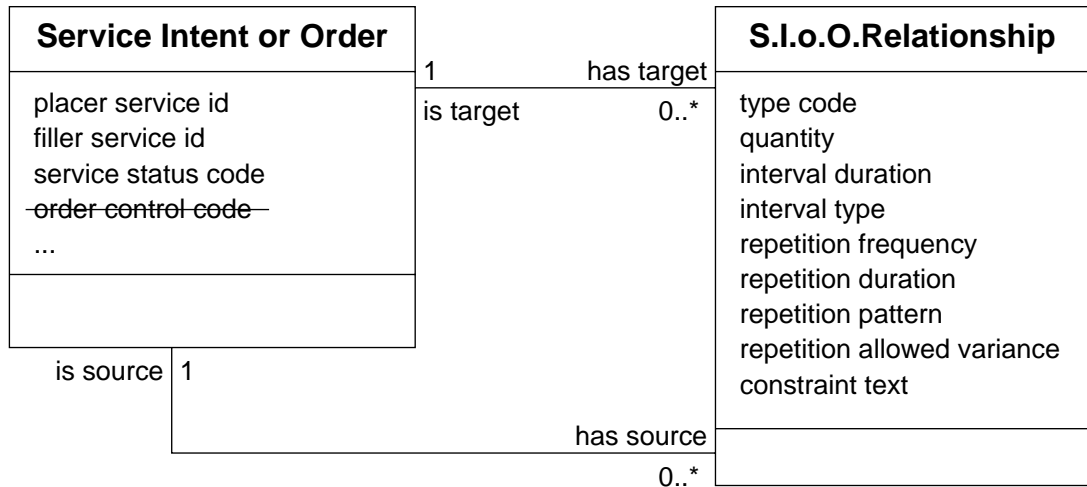 Service Intent or Order
placer service id
filler service id
service status code
order control code
...
1
has target
is target
0..*
S.I.o.O.Relationship
type code
quantity
interval duration
interval type
repetition frequency
repetition duration
repetition pattern
repetition allowed variance
constraint text
is source
1
has source
0..*